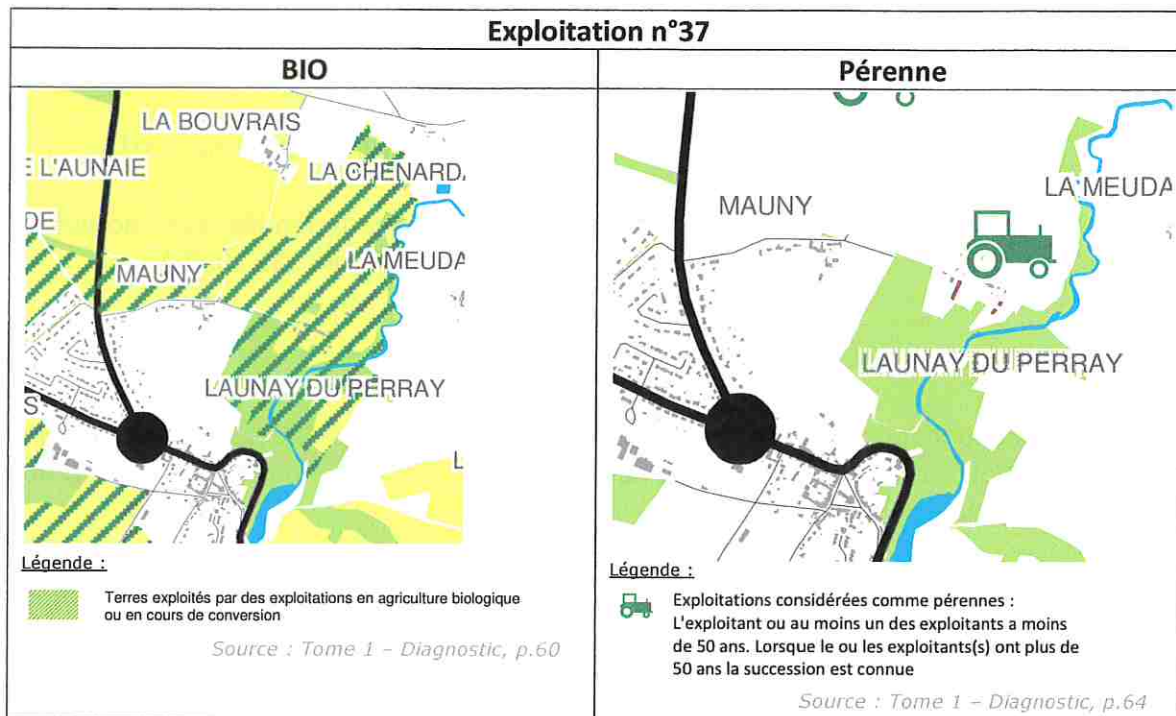 Exploitation n°37
BIO
Pérenne
LA BOUVRAIS
E L'AUNAIE
LA CHENARD
DE
MAUNY
LA MEUDA
LAUNAY DU PERRAY
S
L
MAUNY
LA MEUDA
LAUNAY DU PERRAY
Légende :
Terres exploités par des exploitations en agriculture biologique
ou en cours de conversion
Source : Tome 1 – Diagnostic, p.60
Légende :
Exploitations considérées comme pérennes :
L'exploitant ou au moins un des exploitants a moins
de 50 ans. Lorsque le ou les exploitants(s) ont plus de
50 ans la succession est connue
Source : Tome 1 – Diagnostic, p.64